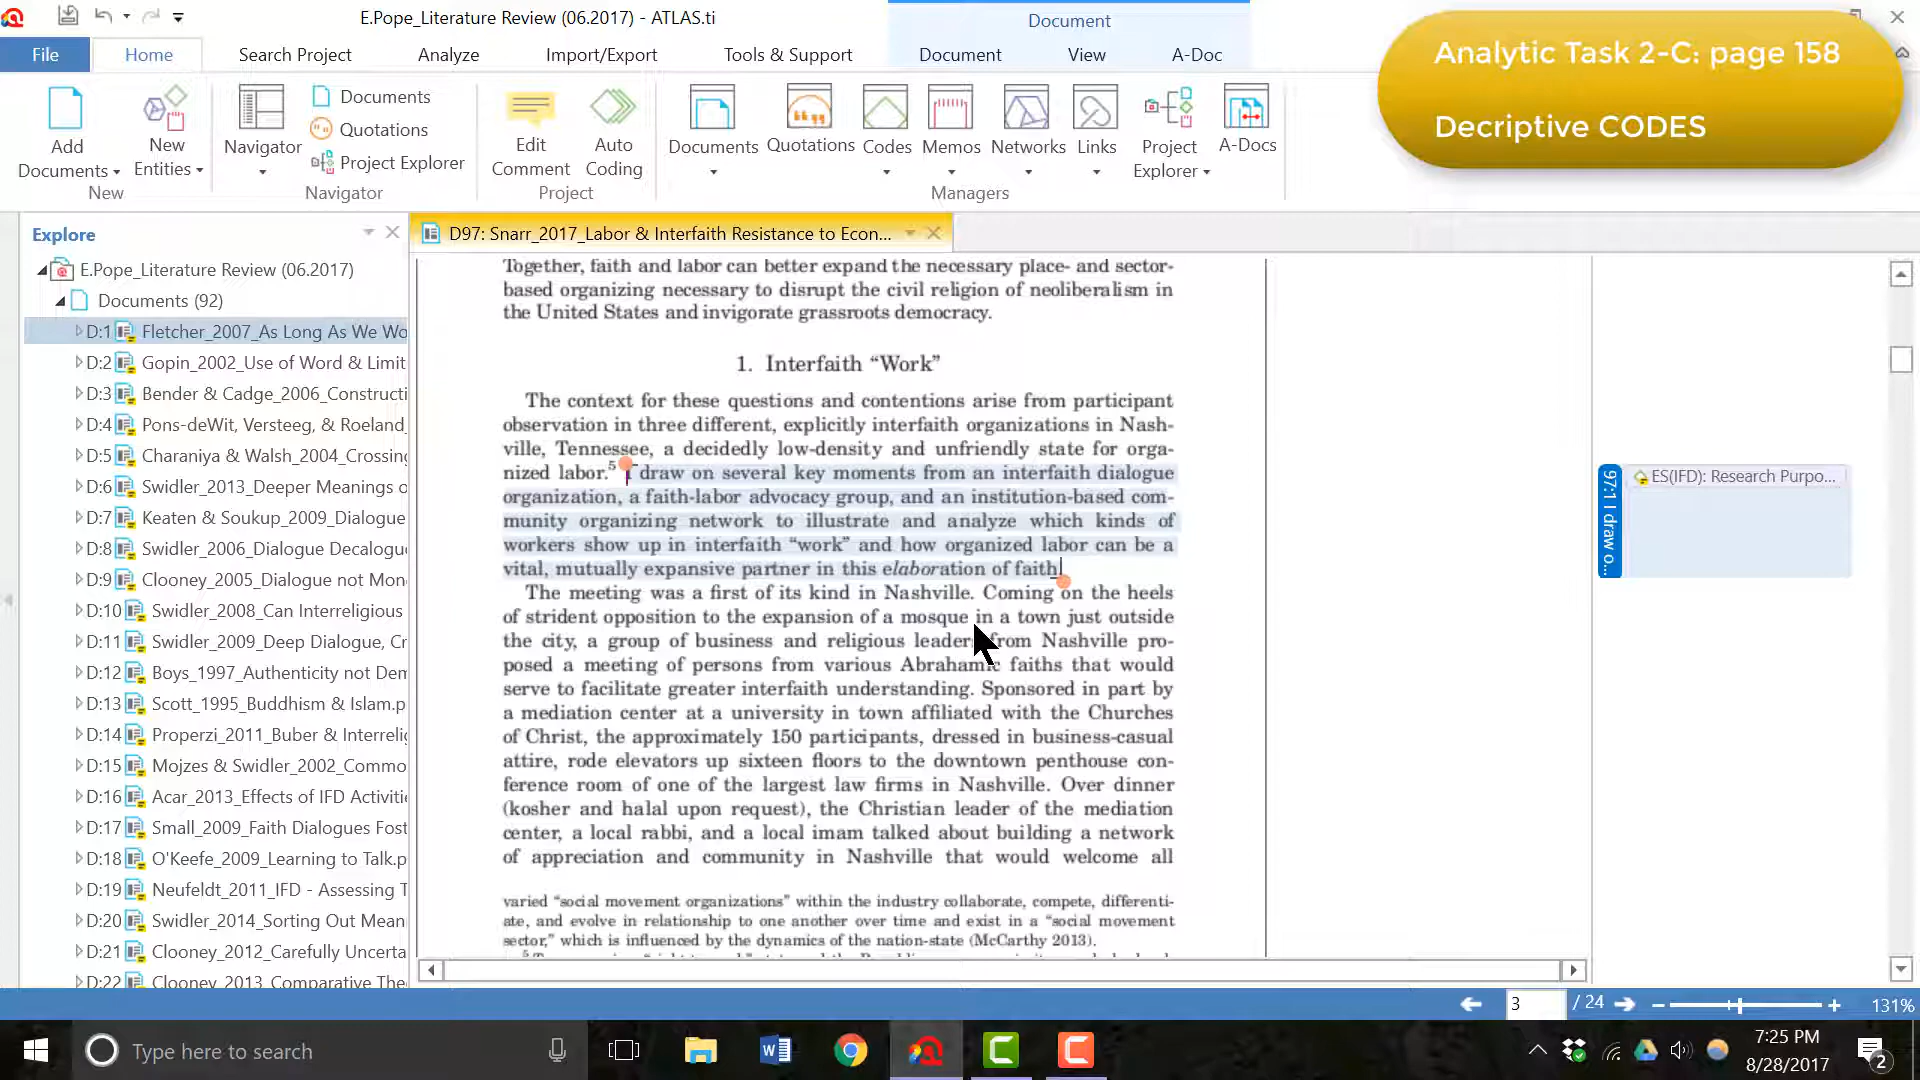 E.Pope_Literature Review (06.2017) - ATLAS.ti
Document
File
Home
Search Project
Analyze
Import/Export
Tools & Support
Document
View
A-Doc
Analytic Task 2-C: page 158
Decriptive CODES
Add Documents
New Entities
New
Navigator
Documents
Quotations
Project Explorer
Navigator
Edit Comment
Auto Coding
Project
Documents
Quotations
Codes
Memos
Networks
Links
Project Explorer
A-Docs
Managers
Explore
E.Pope_Literature Review (06.2017)
Documents (92)
D:1 Fletcher_2007_As Long As We Wo
D:2 Gopin_2002_Use of Word & Limit
D:3 Bender & Cadge_2006_Constructi
D:4 Pons-deWit, Versteeg, & Roeland_
D:5 Charaniya & Walsh_2004_Crossing
D:6 Swidler_2013_Deeper Meanings o
D:7 Keaten & Soukup_2009_Dialogue
D:8 Swidler_2006_Dialogue Decalogue
D:9 Clooney_2005_Dialogue not Mon
D:10 Swidler_2008_Can Interreligious
D:11 Swidler_2009_Deep Dialogue, Cr
D:12 Boys_1997_Authenticity not Dem
D:13 Scott_1995_Buddhism & Islam.p
D:14 Properzi_2011_Buber & Interreli
D:15 Mojzes & Swidler_2002_Commo
D:16 Acar_2013_Effects of IFD Activitie
D:17 Small_2009_Faith Dialogues Fost
D:18 O'Keefe_2009_Learning to Talk.p
D:19 Neufeldt_2011_IFD - Assessing T
D:20 Swidler_2014_Sorting Out Mean
D:21 Clooney_2012_Carefully Uncerta
D:22 Clooney_2013_Comparative The
D97: Snarr_2017_Labor & Interfaith Resistance to Econ...
Together, faith and labor can better expand the necessary place- and sector-
based organizing necessary to disrupt the civil religion of neoliberalism in
the United States and invigorate grassroots democracy.
1. Interfaith “Work”
The context for these questions and contentions arise from participant
observation in three different, explicitly interfaith organizations in Nash-
ville, Tennessee, a decidedly low-density and unfriendly state for orga-
nized labor.5 I draw on several key moments from an interfaith dialogue
organization, a faith-labor advocacy group, and an institution-based com-
munity organizing network to illustrate and analyze which kinds of
workers show up in interfaith “work” and how organized labor can be a
vital, mutually expansive partner in this elaboration of faith.
The meeting was a first of its kind in Nashville. Coming on the heels
of strident opposition to the expansion of a mosque in a town just outside
the city, a group of business and religious leaders from Nashville pro-
posed a meeting of persons from various Abrahamic faiths that would
serve to facilitate greater interfaith understanding. Sponsored in part by
a mediation center at a university in town affiliated with the Churches
of Christ, the approximately 150 participants, dressed in business-casual
attire, rode elevators up sixteen floors to the downtown penthouse con-
ference room of one of the largest law firms in Nashville. Over dinner
(kosher and halal upon request), the Christian leader of the mediation
center, a local rabbi, and a local imam talked about building a network
of appreciation and community in Nashville that would welcome all
varied “social movement organizations” within the industry collaborate, compete, differenti-
ate, and evolve in relationship to one another over time and exist in a “social movement
sector,” which is influenced by the dynamics of the nation-state (McCarthy 2013).
97:1 I draw o...
ES(IFD): Research Purpo...
3 / 24
131%
Type here to search
7:25 PM
8/28/2017
2